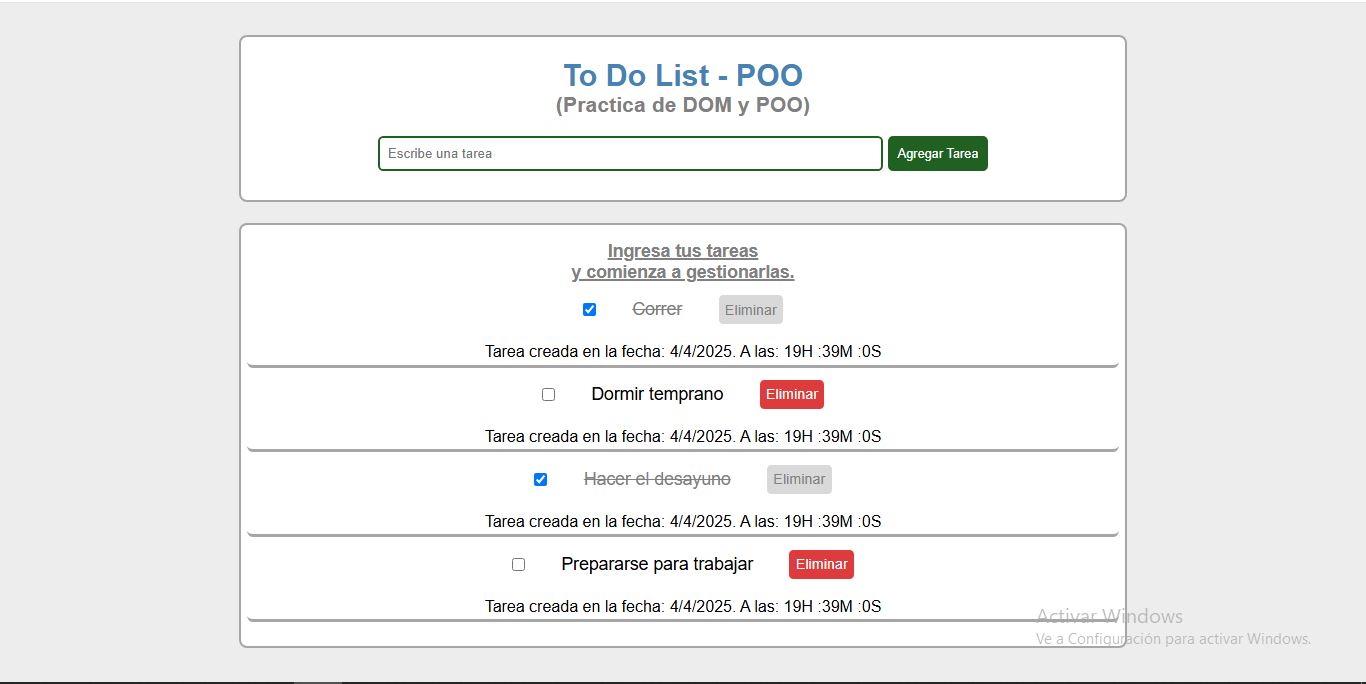 To Do List - POO
(Practica de DOM y POO)
Escribe una tarea Agregar Tarea
Ingresa tus tareas
y comienza a gestionarlas.
Correr Eliminar
Tarea creada en la fecha: 4/4/2025. A las: 19H :39M :0S
Dormir temprano Eliminar
Tarea creada en la fecha: 4/4/2025. A las: 19H :39M :0S
Hacer el desayuno Eliminar
Tarea creada en la fecha: 4/4/2025. A las: 19H :39M :0S
Prepararse para trabajar Eliminar
Tarea creada en la fecha: 4/4/2025. A las: 19H :39M :0S
Activar Windows
Ve a Configuración para activar Windows.